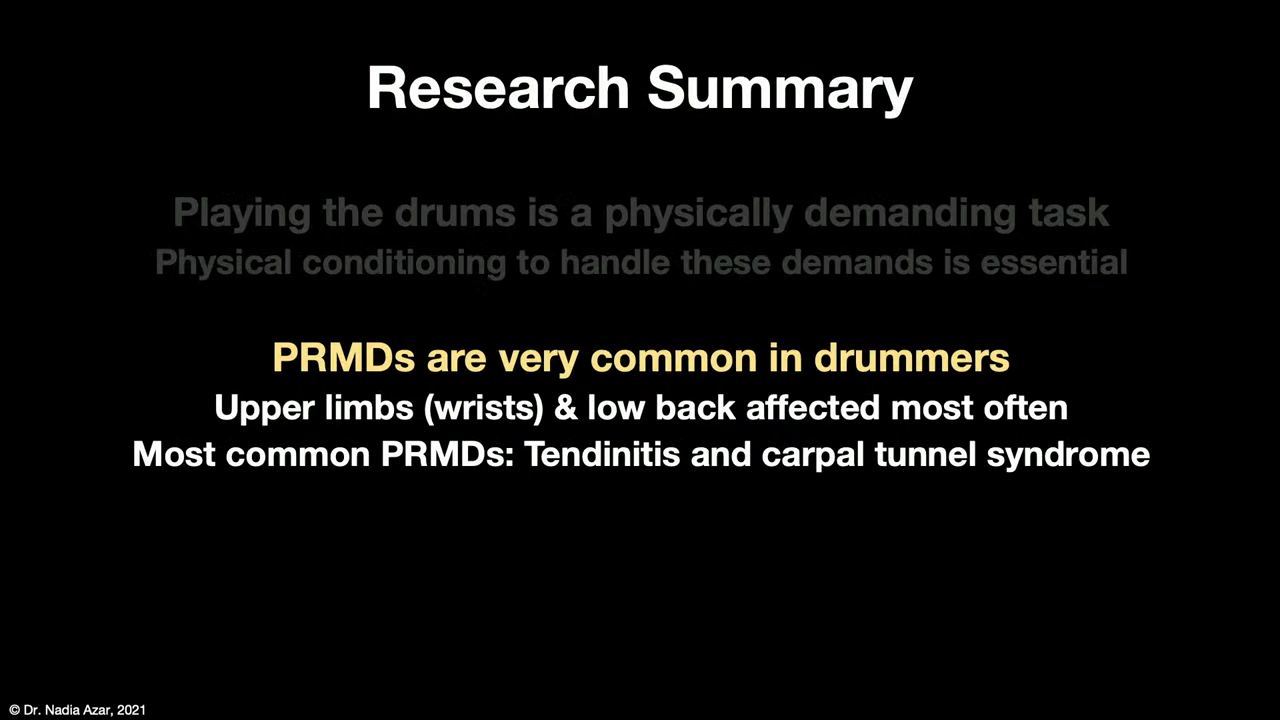 Research Summary
Playing the drums is a physically demanding task
Physical conditioning to handle these demands is essential
PRMDs are very common in drummers
Upper limbs (wrists) & low back affected most often
Most common PRMDs: Tendinitis and carpal tunnel syndrome
© Dr. Nadia Azar, 2021